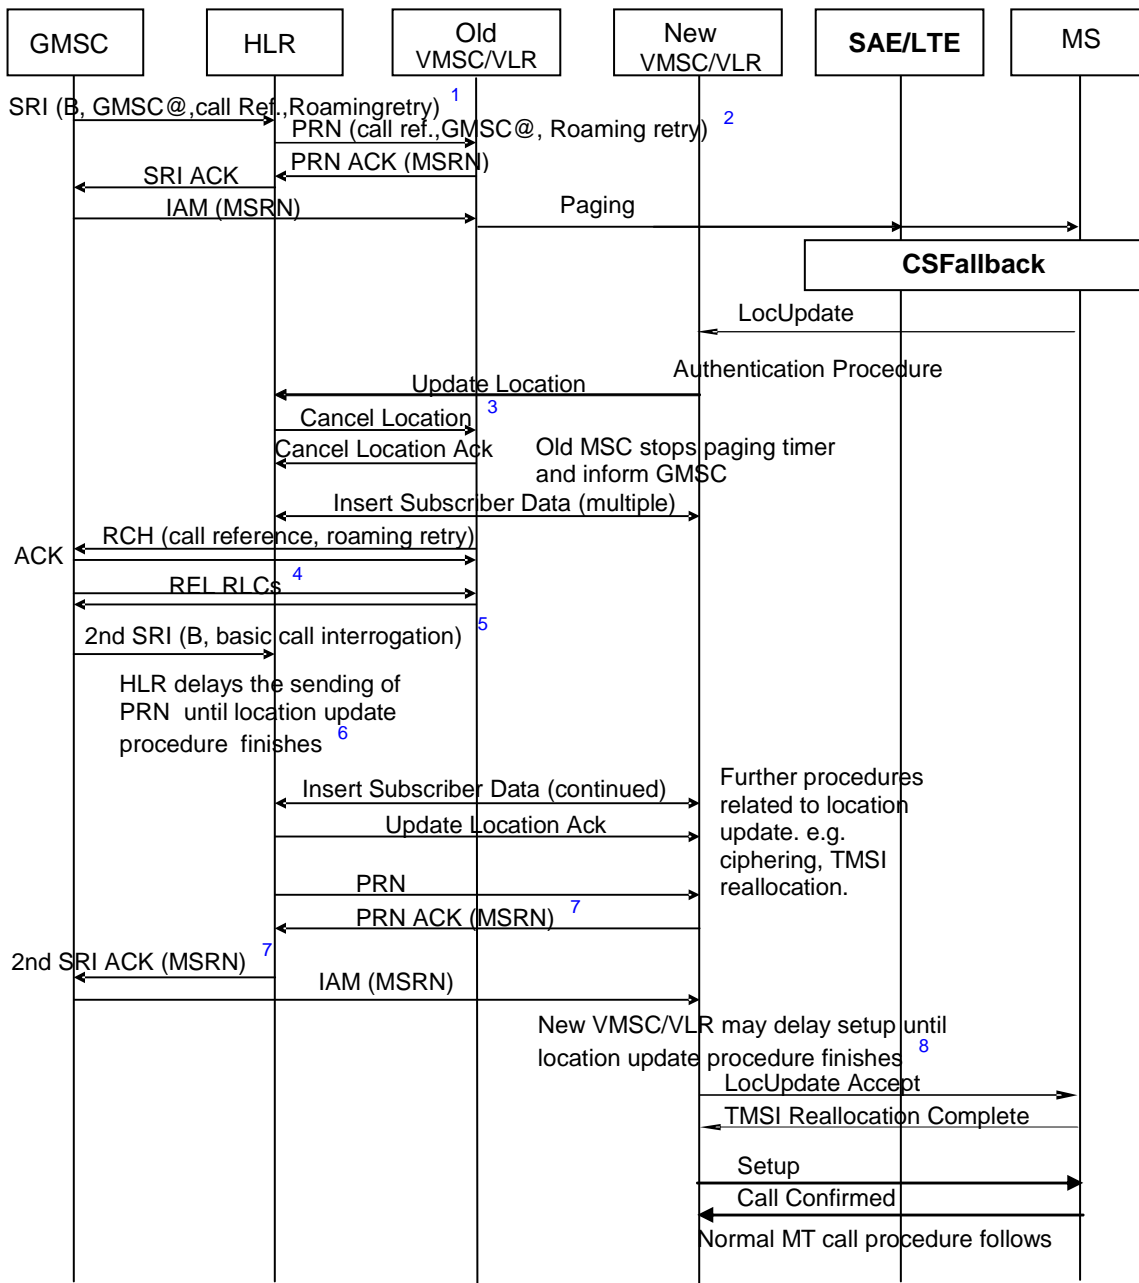 GMSC
HLR
Old
VMSC/VLR
New
VMSC/VLR
SAE/LTE
MS
SRI (B, GMSC@,call Ref.,Roamingretry) 1
PRN (call ref.,GMSC@, Roaming retry) 2
PRN ACK (MSRN)
SRI ACK
IAM (MSRN)
Paging
CSFallback
LocUpdate
Authentication Procedure
Update Location
Cancel Location 3
Cancel Location Ack
Old MSC stops paging timer
and inform GMSC
Insert Subscriber Data (multiple)
RCH (call reference, roaming retry)
ACK
REL RLCs 4
2nd SRI (B, basic call interrogation) 5
HLR delays the sending of
PRN until location update
procedure finishes 6
Insert Subscriber Data (continued)
Update Location Ack
Further procedures
related to location
update. e.g.
ciphering, TMSI
reallocation.
PRN
PRN ACK (MSRN) 7
2nd SRI ACK (MSRN) 7
IAM (MSRN)
New VMSC/VLR may delay setup until
location update procedure finishes 8
LocUpdate Accept
TMSI Reallocation Complete
Setup
Call Confirmed
Normal MT call procedure follows